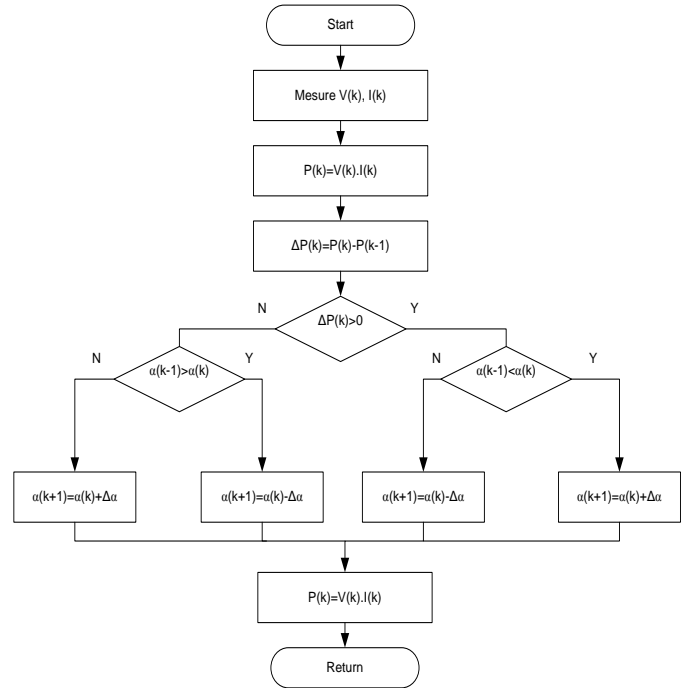 Start
Mesure V(k), I(k)
P(k)=V(k).I(k)
ΔP(k)=P(k)-P(k-1)
N
ΔP(k)>0
Y
N
α(k-1)>α(k)
Y
N
α(k-1)<α(k)
Y
α(k+1)=α(k)+Δα
α(k+1)=α(k)-Δα
α(k+1)=α(k)-Δα
α(k+1)=α(k)+Δα
P(k)=V(k).I(k)
Return